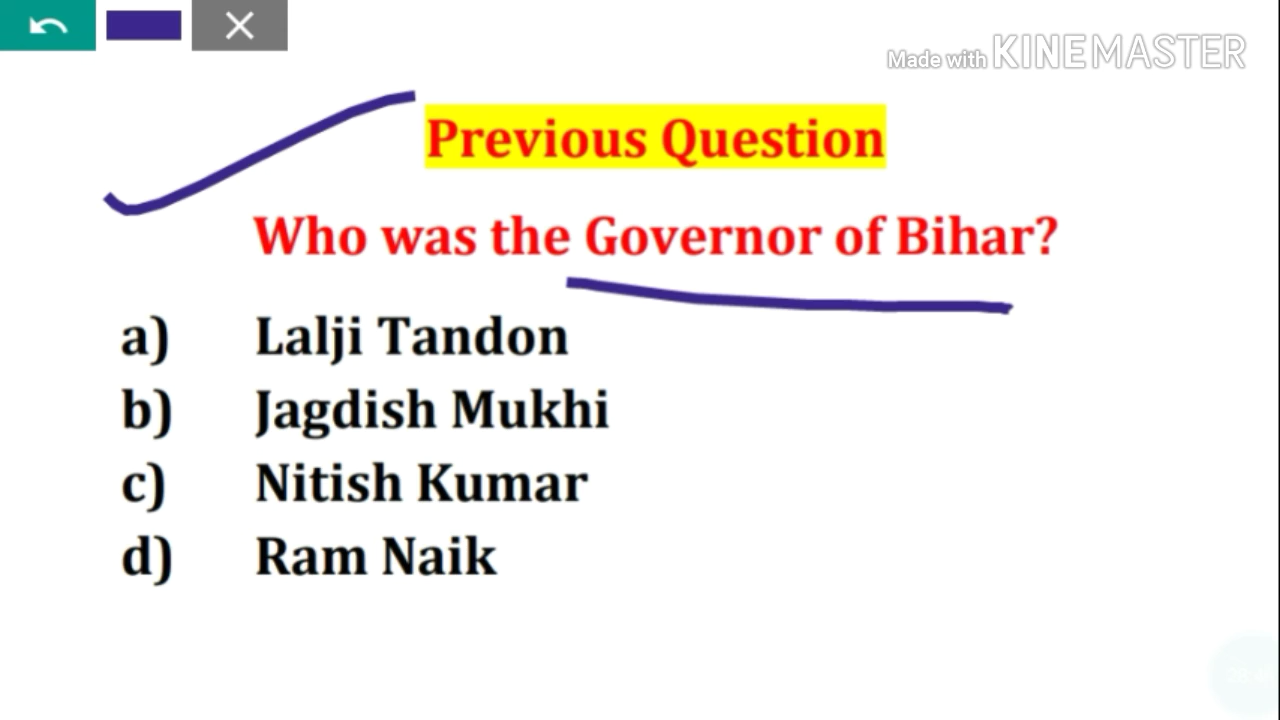 Made with KINEMASTER
Previous Question
Who was the Governor of Bihar?
a) Lalji Tandon
b) Jagdish Mukhi
c) Nitish Kumar
d) Ram Naik